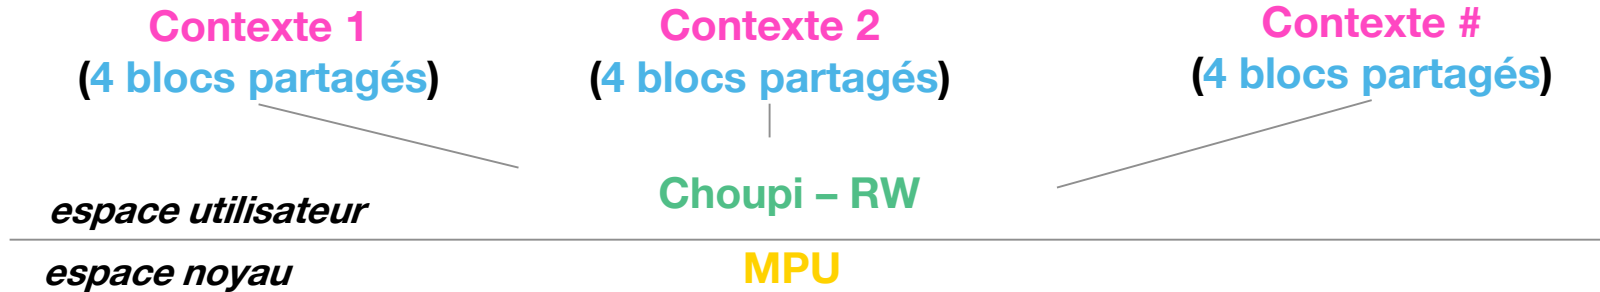 Contexte 1
(4 blocs partagés)
Contexte 2
(4 blocs partagés)
Contexte #
(4 blocs partagés)
Choupi – RW
espace utilisateur
MPU
espace noyau